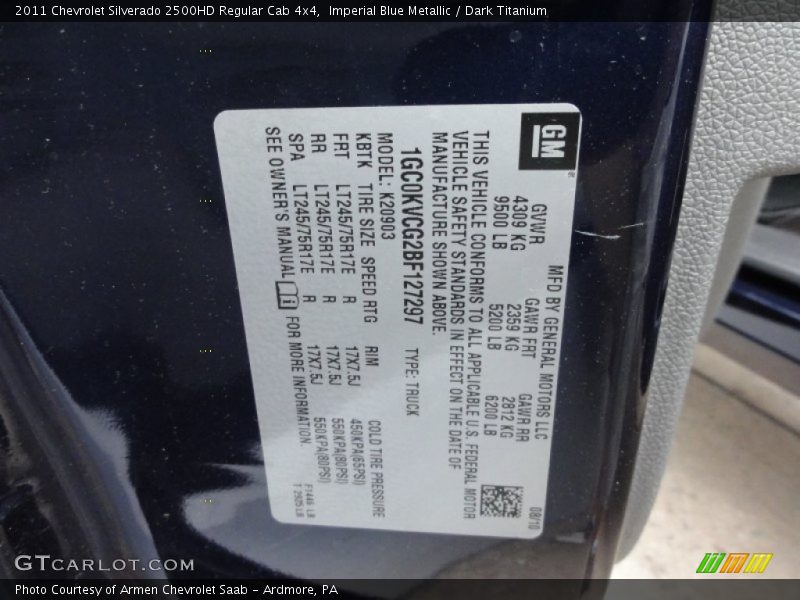 2011 Chevrolet Silverado 2500HD Regular Cab 4x4,  Imperial Blue Metallic / Dark Titanium
GM
MFD BY GENERAL MOTORS LLC 08/10
GVWR GAWR FRT GAWR RR
4309 KG 2359 KG 2812 KG
9500 LB 5200 LB 6200 LB
THIS VEHICLE CONFORMS TO ALL APPLICABLE U.S. FEDERAL MOTOR
VEHICLE SAFETY STANDARDS IN EFFECT ON THE DATE OF
MANUFACTURE SHOWN ABOVE.
1GC0KVCG2BF127297 TYPE: TRUCK
MODEL: K20903
KBTK TIRE SIZE SPEED RTG RIM COLD TIRE PRESSURE
FRT LT245/75R17E R 17X7.5J 450KPA(65PSI)
RR LT245/75R17E R 17X7.5J 550KPA(80PSI)
SPA LT245/75R17E R 17X7.5J 550KPA(80PSI)
SEE OWNER'S MANUAL FOR MORE INFORMATION.
GTCARLOT.COM
Photo Courtesy of Armen Chevrolet Saab – Ardmore, PA